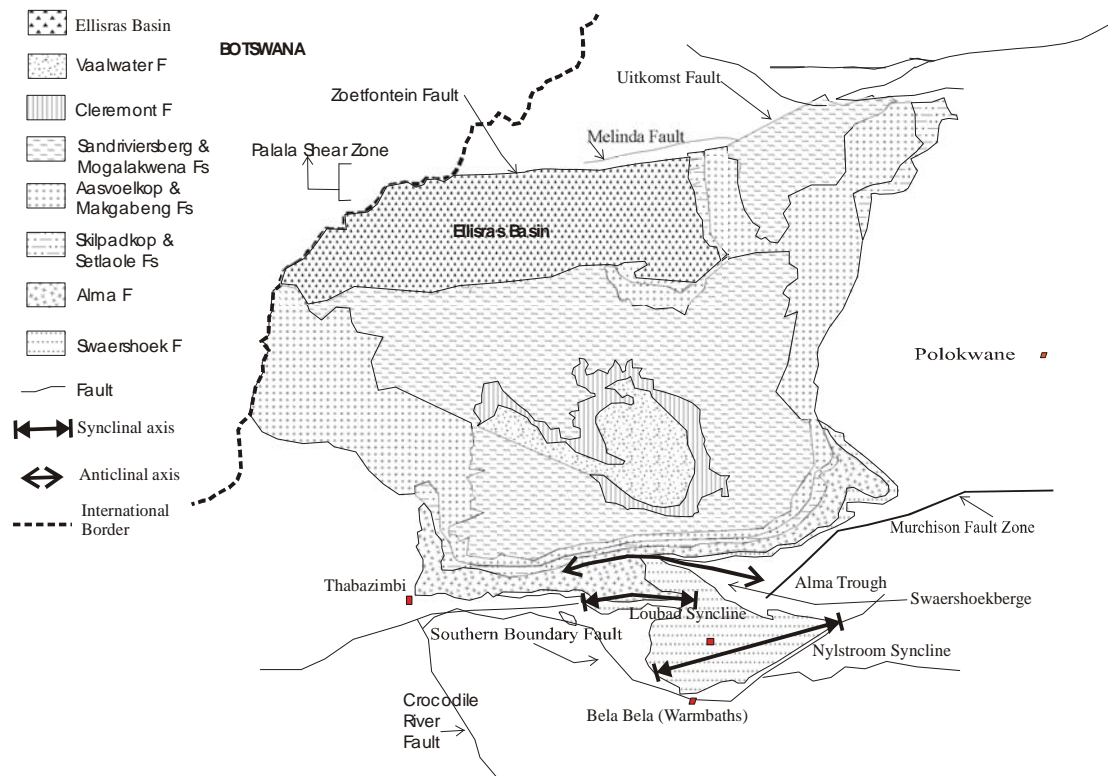 Ellisras Basin
Vaalwater F
Cleremont F
Sandriviersberg &
Mogalakwena Fs
Aasvoelkop &
Makgabeng Fs
Skilpadkop &
Setlaole Fs
Alma F
Swaershoek F
Fault
Synclinal axis
Anticlinal axis
International
Border
BOTSWANA
Zoetfontein Fault
Uitkomst Fault
Melinda Fault
Palala Shear Zone
Ellisras Basin
Polokwane
Murchison Fault Zone
Thabazimbi
Alma Trough
Swaershoekberge
Loubad Syncline
Southern Boundary Fault
Nylstroom Syncline
Bela Bela (Warmbaths)
Crocodile
River
Fault